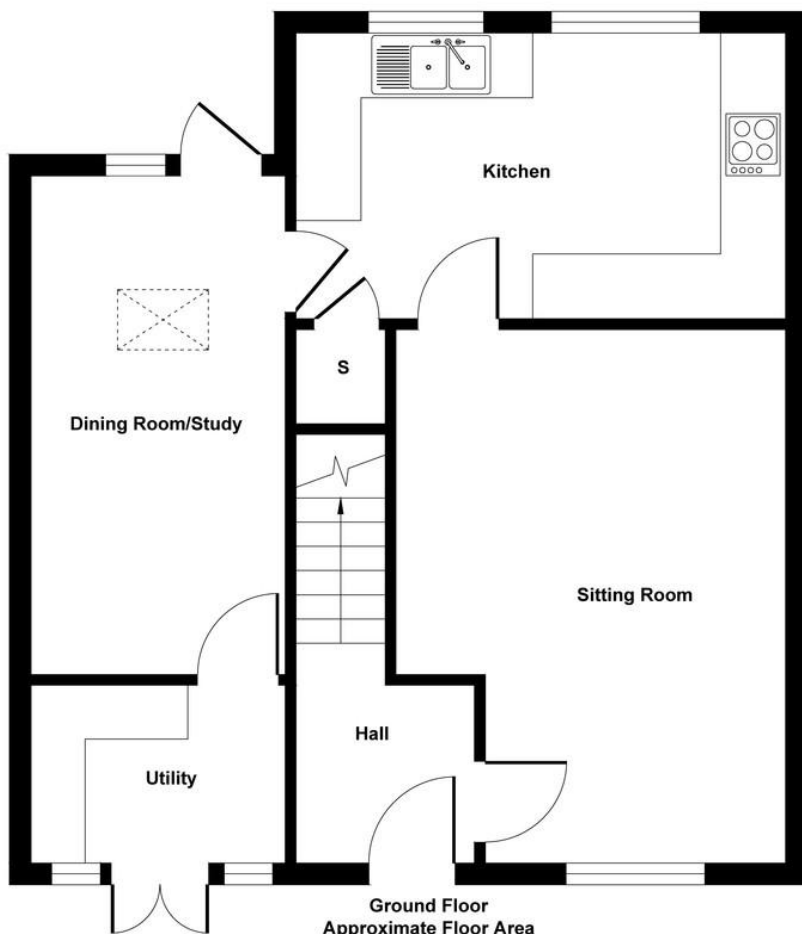 Kitchen
S
Dining Room/Study
Sitting Room
Hall
Utility
Ground Floor
Approximate Floor Area